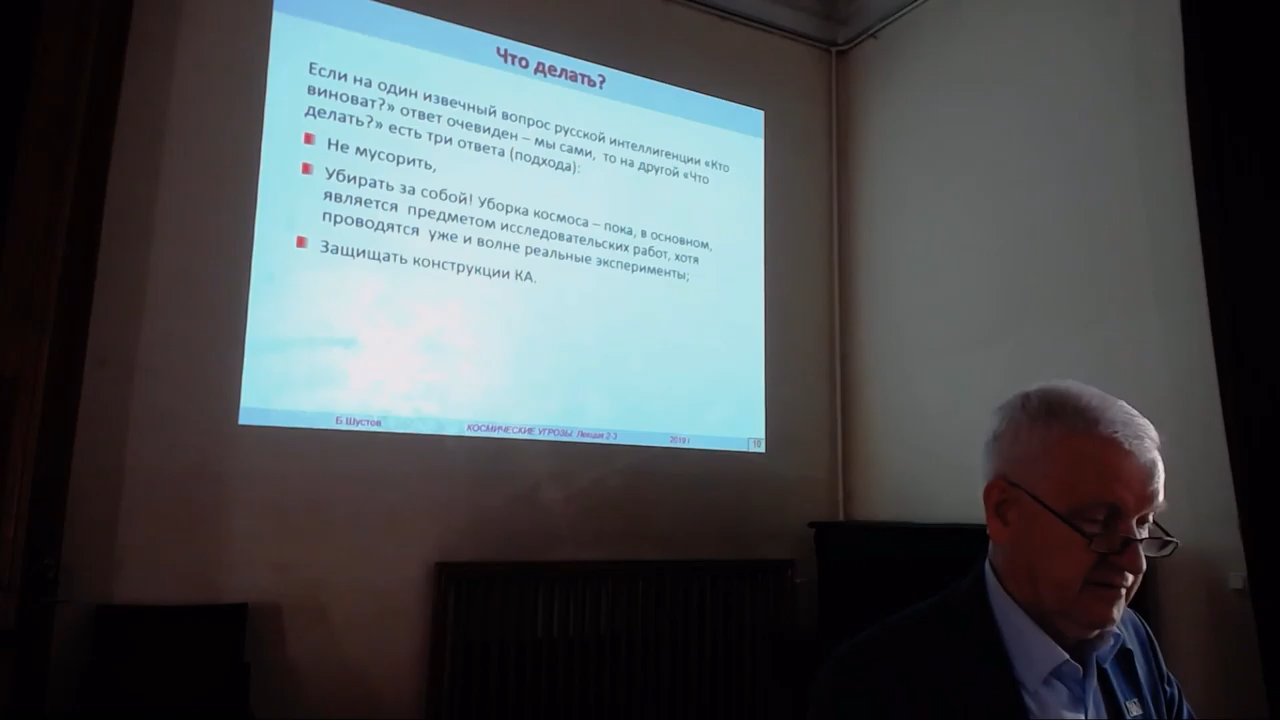 Что делать?
Если на один извечный вопрос русской интеллигенции «Кто
виноват?» ответ очевиден – мы сами, то на другой «Что
делать?» есть три ответа (подхода):
Не мусорить,
Убирать за собой! Уборка космоса – пока, в основном,
является предметом исследовательских работ, хотя
проводятся уже и волне реальные эксперименты;
Защищать конструкции КА.
Б.Шустов КОСМИЧЕСКИЕ УГРОЗЫ. Лекция 2-3 2019 г 10